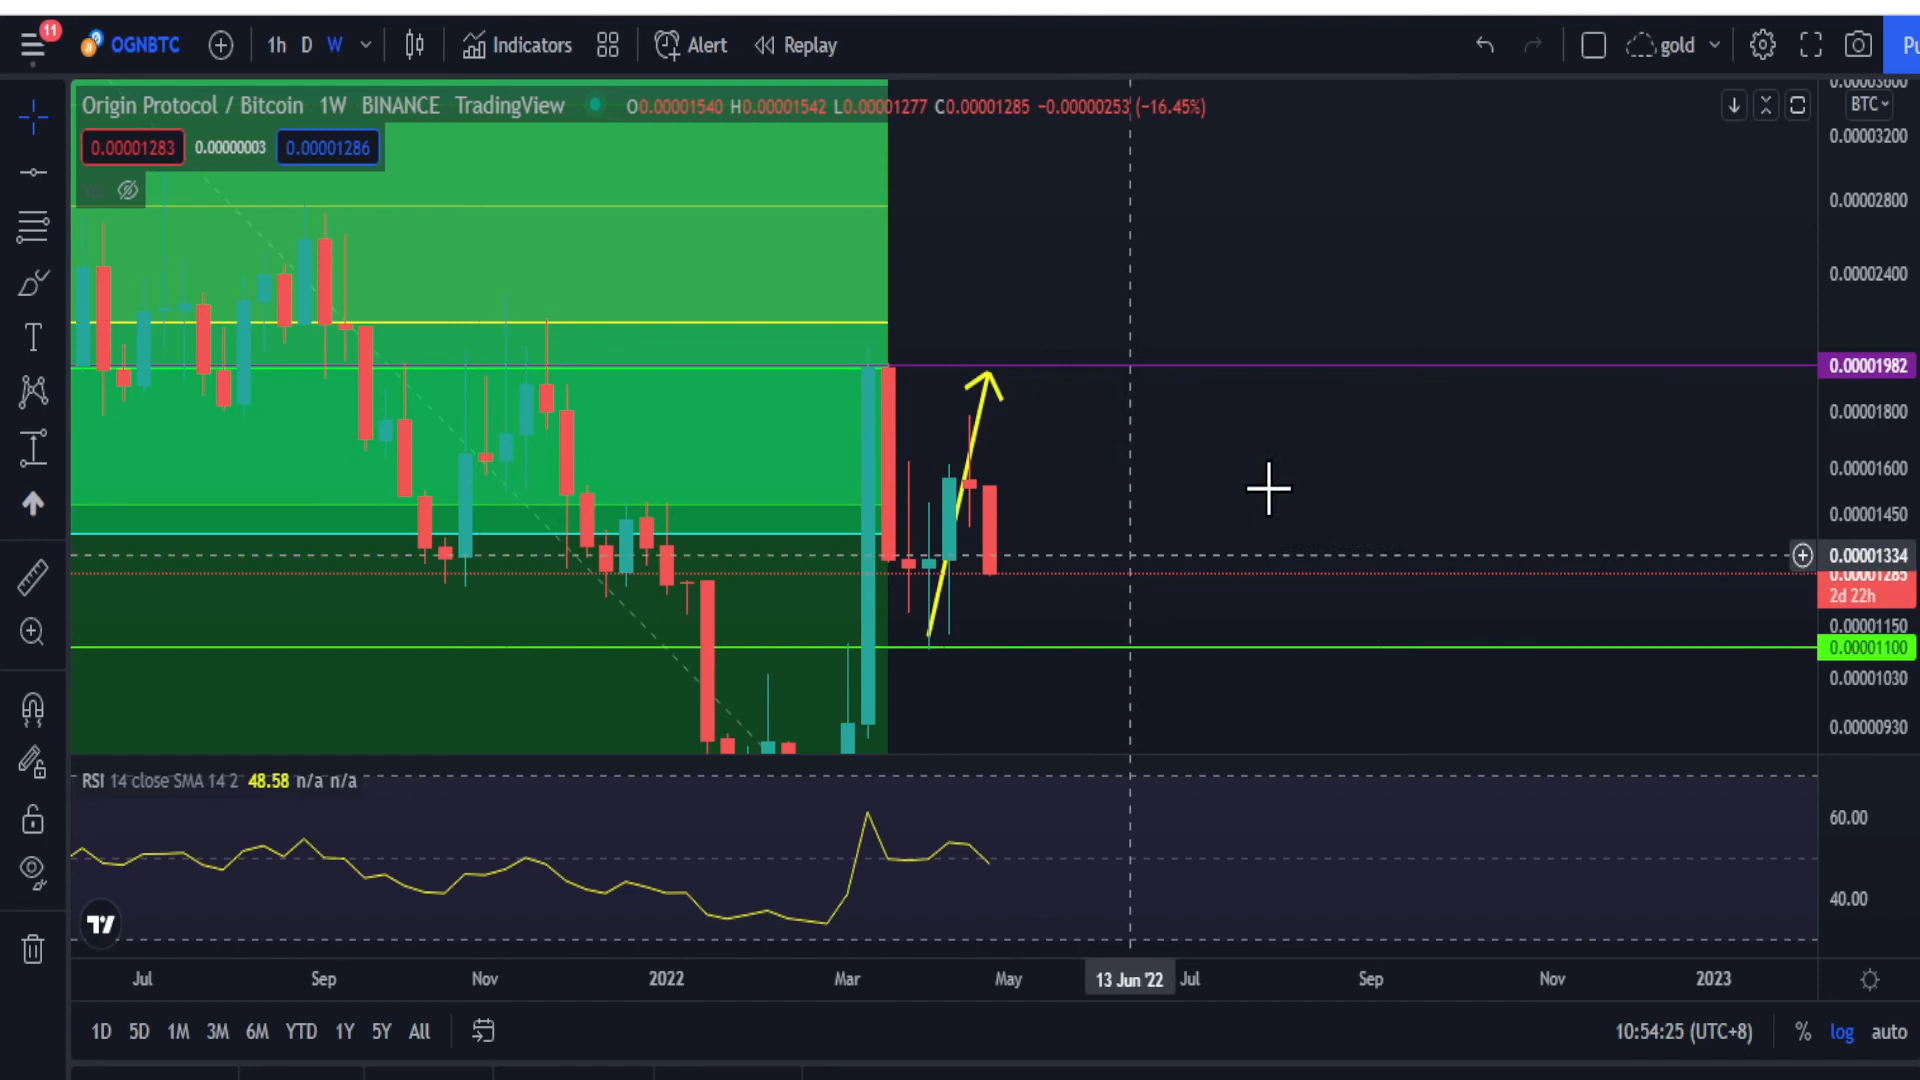 11
OGNBTC 1h D W Indicators Alert Replay gold Pu
Origin Protocol / Bitcoin 1W BINANCE TradingView O0.00001540 H0.00001542 L0.00001277 C0.00001285 −0.00000253 (−16.45%)
0.00001283 0.00000003 0.00001286
BTC
0.00003200
0.00002800
0.00002400
0.00001982
0.00001800
0.00001600
0.00001450
0.00001334
0.00001285
2d 22h
0.00001150
0.00001100
0.00001030
0.00000930
RSI 14 close SMA 14 2 48.58 n/a n/a
60.00
40.00
Jul Sep Nov 2022 Mar May 13 Jun '22 Jul Sep Nov 2023
1D 5D 1M 3M 6M YTD 1Y 5Y All 10:54:25 (UTC+8) % log auto